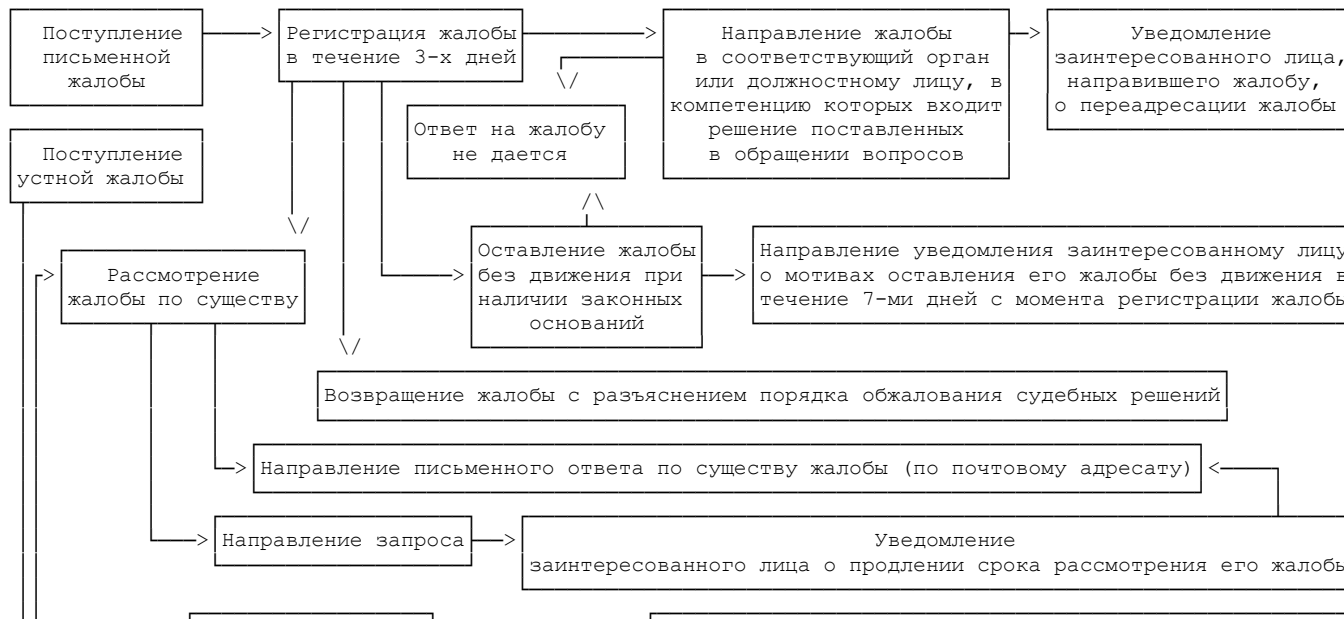 Поступление
письменной
жалобы
Регистрация жалобы
в течение 3-х дней
Направление жалобы
в соответствующий орган
или должностному лицу, в
компетенцию которых входит
решение поставленных
в обращении вопросов
Уведомление
заинтересованного лица,
направившего жалобу,
о переадресации жалобы
Ответ на жалобу
не дается
Поступление
устной жалобы
Рассмотрение
жалобы по существу
Оставление жалобы
без движения при
наличии законных
оснований
Направление уведомления заинтересованному лицу
о мотивах оставления его жалобы без движения в
течение 7-ми дней с момента регистрации жалобы
Возвращение жалобы с разъяснением порядка обжалования судебных решений
Направление письменного ответа по существу жалобы (по почтовому адресату)
Направление запроса
Уведомление
заинтересованного лица о продлении срока рассмотрения его жалобы